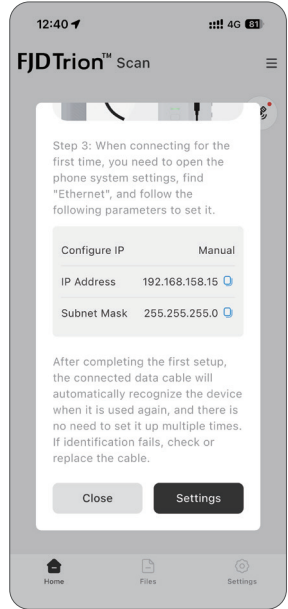 12:40
4G 81
FJD Trion™ Scan
Step 3: When
connecting for the
first time, you need to open the
phone system settings, find
"Ethernet", and follow the
following parameters to set it.
Configure IP Manual
IP Address 192.168.158.15
Subnet Mask 255.255.255.0
After completing the first setup,
the connected data cable will
automatically recognize the device
when it is used again, and there is
no need to set it up multiple times.
If identification fails, check or
replace the cable.
Close Settings
Home Files Settings